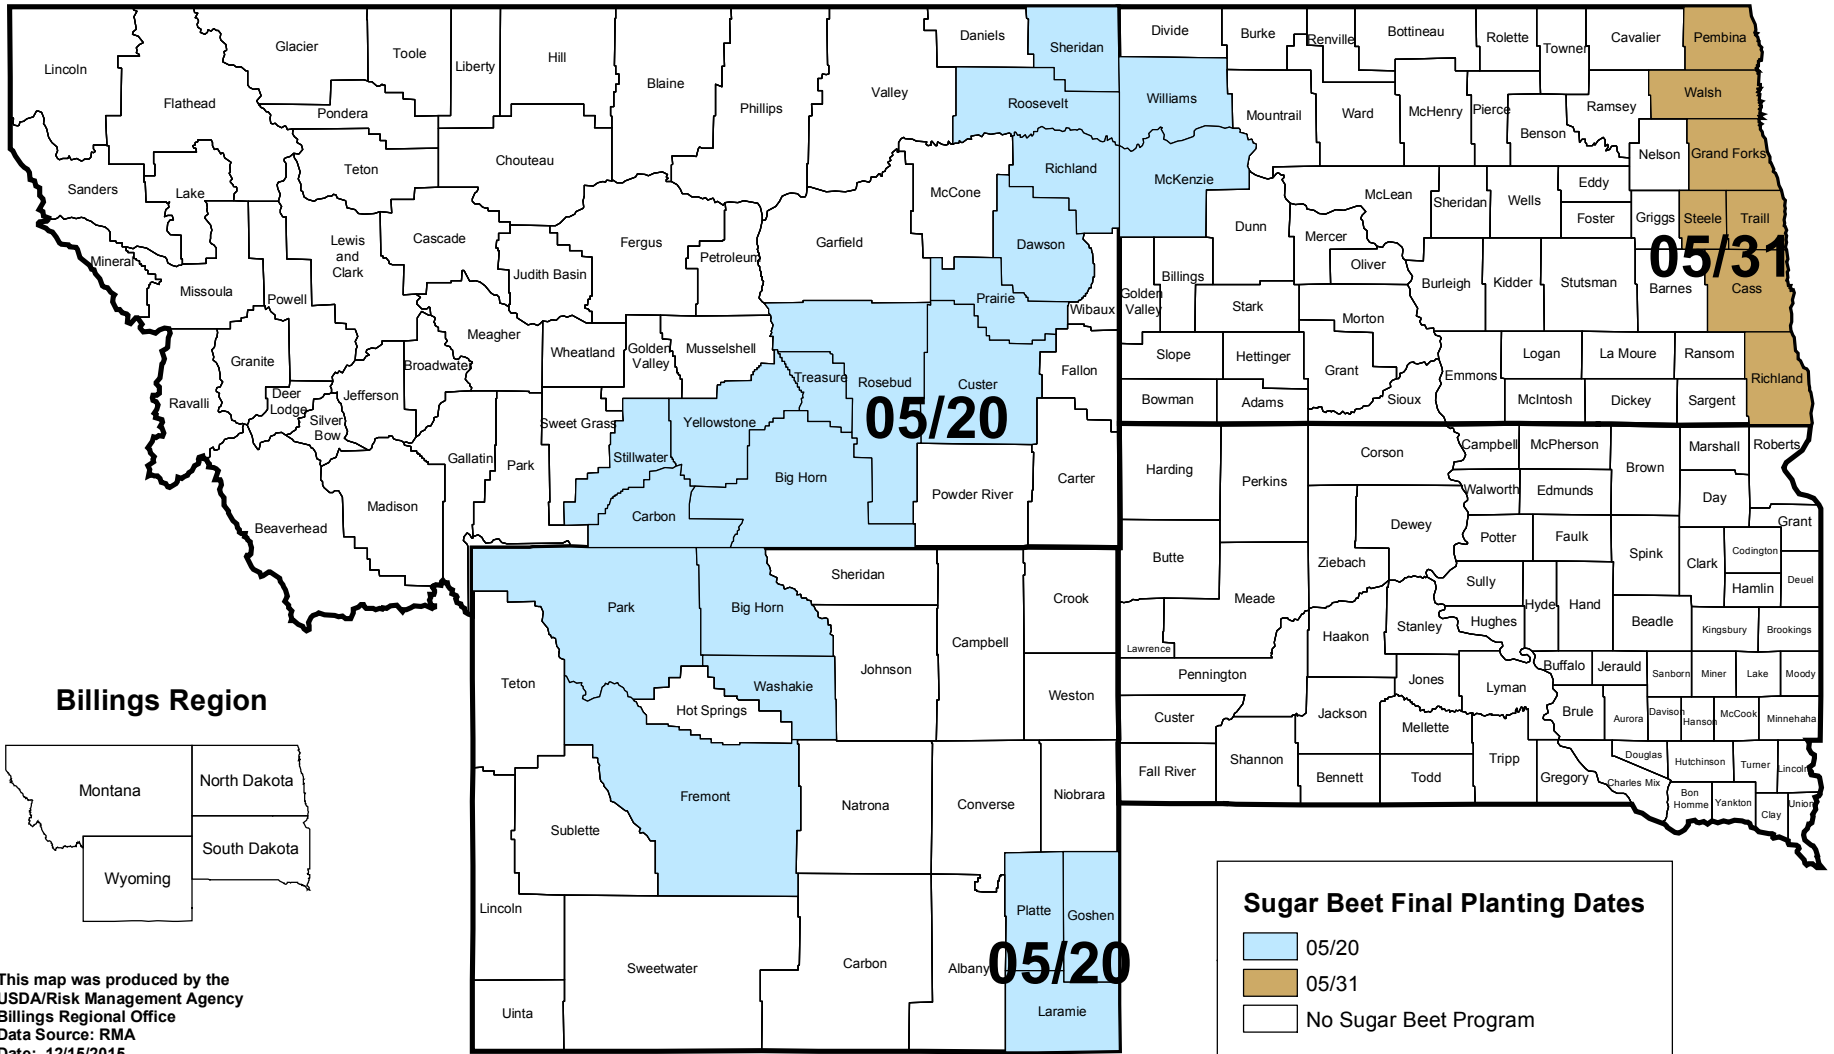 Lincoln
Flathead
Glacier
Toole
Liberty
Hill
Blaine
Phillips
Valley
Daniels
Sheridan
Roosevelt
Pondera
Teton
Chouteau
Sanders
Lake
Mineral
Missoula
Powell
Lewis
and
Clark
Cascade
Judith Basin
Fergus
Petroleum
Garfield
McCone
Richland
Dawson
Prairie
Wibaux
Granite
Ravalli
Deer
Lodge
Silver
Bow
Jefferson
Broadwater
Meagher
Wheatland
Golden
Valley
Musselshell
Treasure
Rosebud
Custer
Fallon
05/20
Sweet Grass
Stillwater
Yellowstone
Big Horn
Carbon
Gallatin
Park
Madison
Beaverhead
Powder River
Carter
Divide
Burke
Renville
Bottineau
Rolette
Towner
Cavalier
Pembina
Williams
Mountrail
Ward
McHenry
Pierce
Benson
Ramsey
Walsh
Nelson
Grand Forks
McKenzie
McLean
Sheridan
Wells
Eddy
Foster
Griggs
Steele
Traill
Dunn
Mercer
Oliver
05/31
Golden
Valley
Billings
Stark
Morton
Burleigh
Kidder
Stutsman
Barnes
Cass
Slope
Hettinger
Grant
Emmons
Logan
La Moure
Ransom
Richland
Bowman
Adams
Sioux
McIntosh
Dickey
Sargent
Harding
Perkins
Corson
Campbell
McPherson
Brown
Marshall
Roberts
Walworth
Edmunds
Day
Butte
Ziebach
Dewey
Potter
Faulk
Spink
Clark
Codington
Grant
Hamlin
Deuel
Meade
Sully
Hyde
Hand
Beadle
Kingsbury
Brookings
Lawrence
Haakon
Stanley
Hughes
Pennington
Jones
Lyman
Buffalo
Jerauld
Sanborn
Miner
Lake
Moody
Custer
Jackson
Mellette
Brule
Aurora
Davison
Hanson
McCook
Minnehaha
Fall River
Shannon
Bennett
Todd
Tripp
Gregory
Douglas
Charles Mix
Hutchinson
Turner
Lincoln
Bon
Homme
Yankton
Clay
Union
Park
Big Horn
Sheridan
Crook
Teton
Washakie
Hot Springs
Johnson
Campbell
Weston
Fremont
Sublette
Natrona
Converse
Niobrara
Lincoln
Uinta
Sweetwater
Carbon
Albany
Platte
Goshen
05/20
Laramie
Billings Region
Montana
North Dakota
South Dakota
Wyoming
This map was produced by the
USDA/Risk Management Agency
Billings Regional Office
Data Source: RMA
Date: 12/15/2015
Sugar Beet Final Planting Dates
05/20
05/31
No Sugar Beet Program